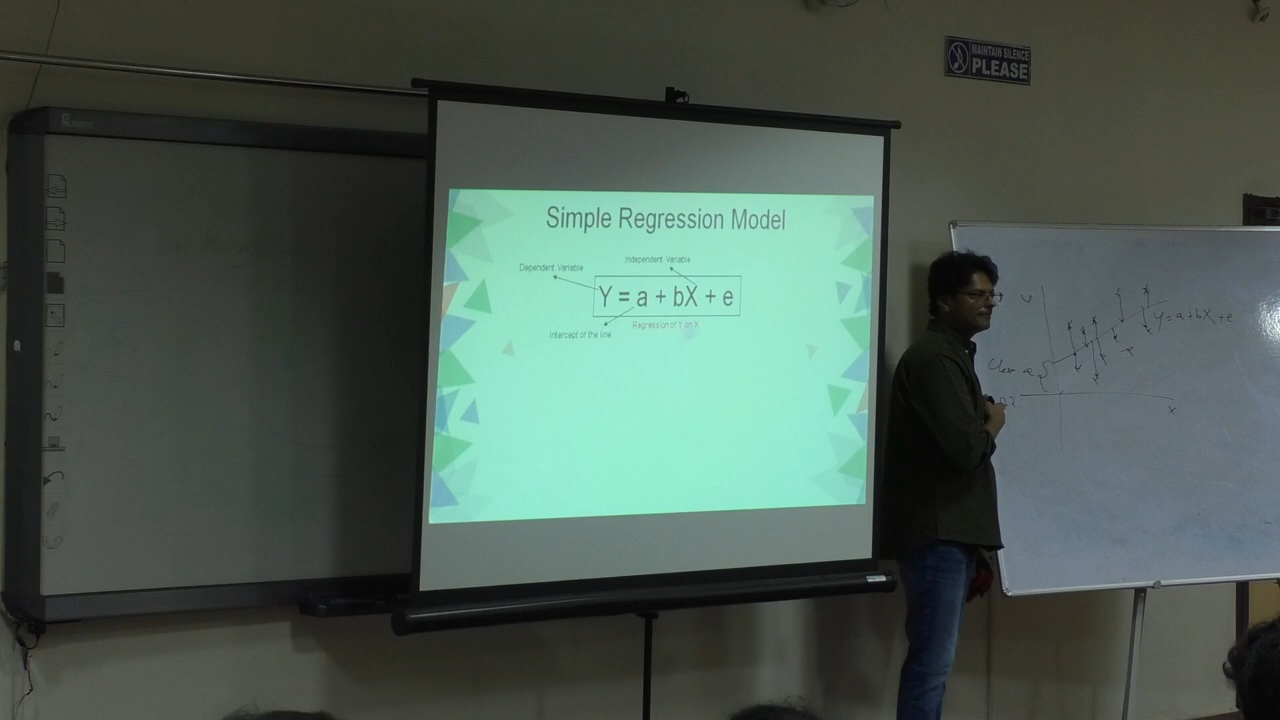 MAINTAIN SILENCE
PLEASE
Simple Regression Model
Independent Variable
Dependent Variable
Y = a + bX + e
Regression of Y on X
Intercept of the line
Y = a + bX + e
x